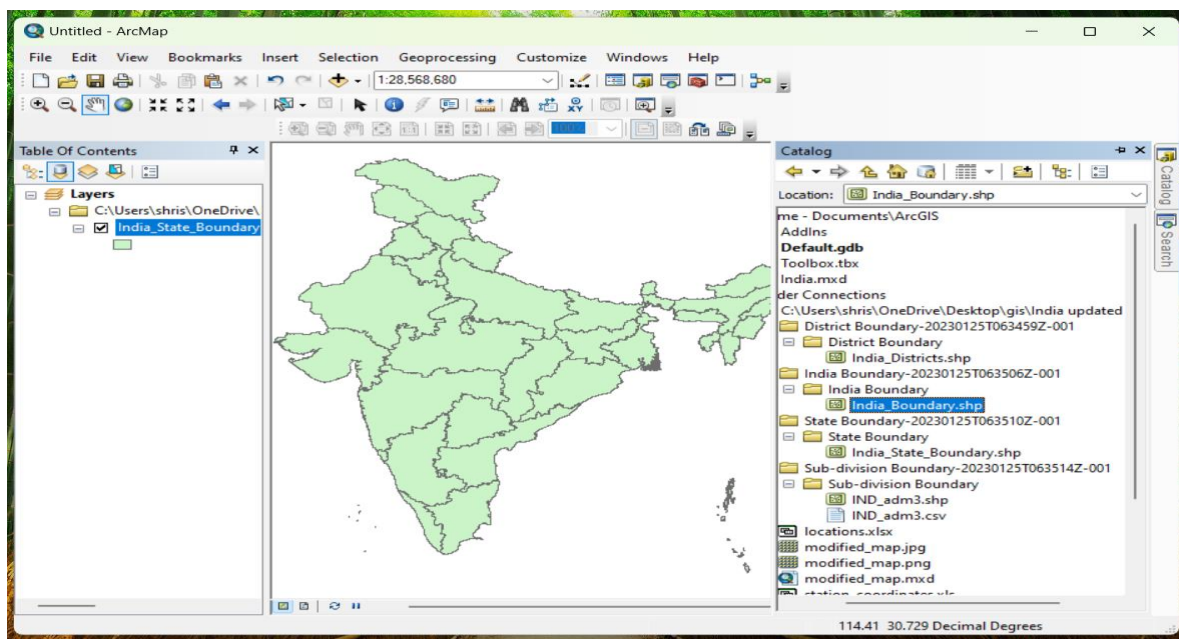 Untitled - ArcMap
File Edit View Bookmarks Insert Selection Geoprocessing Customize Windows Help
1:28,568,680
100%
Table Of Contents
Layers
C:\Users\shris\OneDrive\
India_State_Boundary
Catalog
Location: India_Boundary.shp
me - Documents\ArcGIS
AddIns
Default.gdb
Toolbox.tbx
India.mxd
der Connections
C:\Users\shris\OneDrive\Desktop\gis\India updated
District Boundary-20230125T063459Z-001
District Boundary
India_Districts.shp
India Boundary-20230125T063506Z-001
India Boundary
India_Boundary.shp
State Boundary-20230125T063510Z-001
State Boundary
India_State_Boundary.shp
Sub-division Boundary-20230125T063514Z-001
Sub-division Boundary
IND_adm3.shp
IND_adm3.csv
locations.xlsx
modified_map.jpg
modified_map.png
modified_map.mxd
station_coordinates.xls
Catalog
Search
114.41 30.729 Decimal Degrees